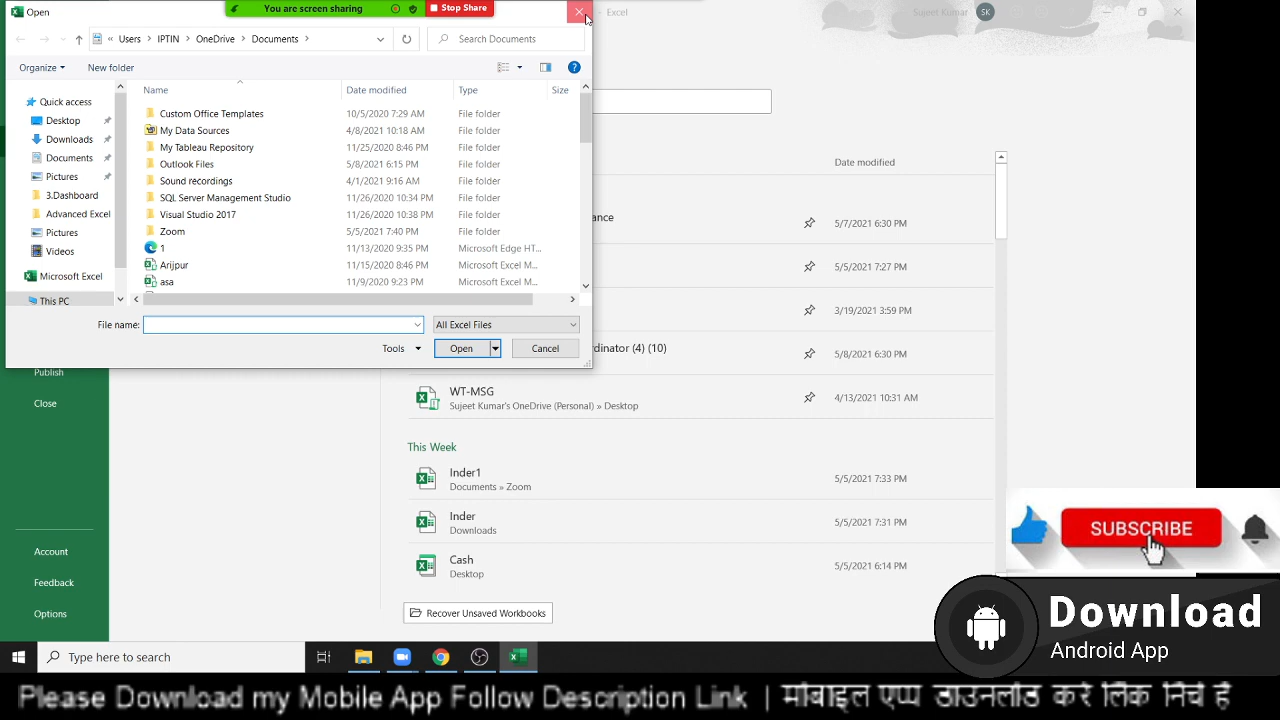 Open
You are screen sharing
Stop Share
Excel
Sujeet Kumar
SK
« Users > IPTIN > OneDrive > Documents >
Search Documents
Organize
New folder
Name
Date modified
Type
Size
Quick access
Desktop
Downloads
Documents
Pictures
3.Dashboard
Advanced Excel
Pictures
Videos
Microsoft Excel
This PC
Custom Office Templates 10/5/2020 7:29 AM File folder
My Data Sources 4/8/2021 10:18 AM File folder
My Tableau Repository 11/25/2020 8:46 PM File folder
Outlook Files 5/8/2021 6:15 PM File folder
Sound recordings 4/1/2021 9:16 AM File folder
SQL Server Management Studio 11/26/2020 10:34 PM File folder
Visual Studio 2017 11/26/2020 10:38 PM File folder
Zoom 5/5/2021 7:40 PM File folder
1 11/13/2020 9:35 PM Microsoft Edge HT...
Arijpur 11/15/2020 8:46 PM Microsoft Excel M...
asa 11/9/2020 9:23 PM Microsoft Excel M...
File name:
All Excel Files
Tools
Open
Cancel
Date modified
ance
5/7/2021 6:30 PM
5/5/2021 7:27 PM
3/19/2021 3:59 PM
rdinator (4) (10)
5/8/2021 6:30 PM
WT-MSG
Sujeet Kumar's OneDrive (Personal) » Desktop
4/13/2021 10:31 AM
This Week
Inder1
Documents » Zoom
5/5/2021 7:33 PM
Inder
Downloads
5/5/2021 7:31 PM
Cash
Desktop
5/5/2021 6:14 PM
Recover Unsaved Workbooks
Publish
Close
Account
Feedback
Options
SUBSCRIBE
Download
Android App
Type here to search
Please Download my Mobile App Follow Description Link | मोबाइल एप्प डाउनलोड करे लिंक निचे है